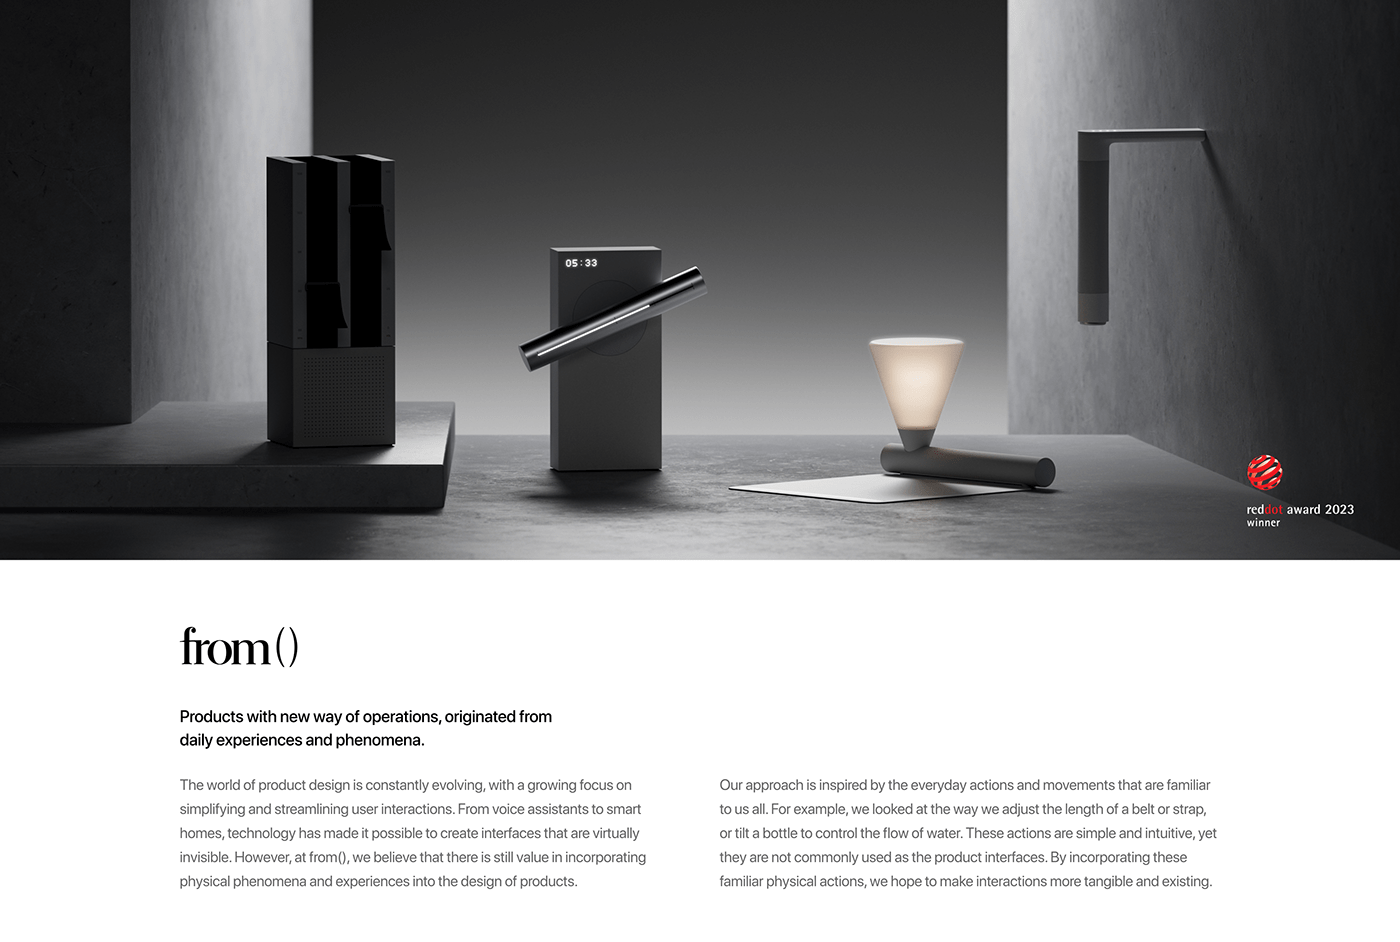 05:33
reddot award 2023
winner
from()
Products with new way of operations, originated from
daily experiences and phenomena.
The world of product design is constantly evolving, with a growing focus on
simplifying and streamlining user interactions. From voice assistants to smart
homes, technology has made it possible to create interfaces that are virtually
invisible. However, at from(), we believe that there is still value in incorporating
physical phenomena and experiences into the design of products.
Our approach is inspired by the everyday actions and movements that are familiar
to us all. For example, we looked at the way we adjust the length of a belt or strap,
or tilt a bottle to control the flow of water. These actions are simple and intuitive, yet
they are not commonly used as the product interfaces. By incorporating these
familiar physical actions, we hope to make interactions more tangible and existing.